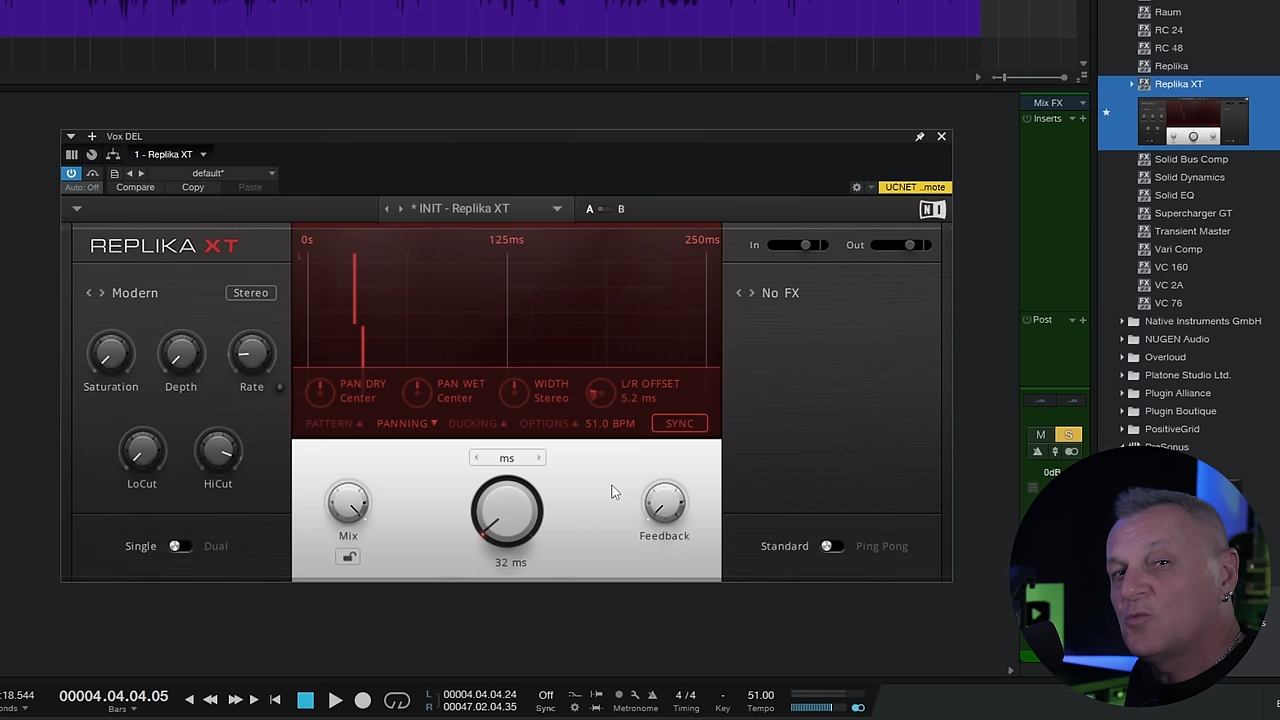 Raum
RC 24
RC 48
Replika
Replika XT
Mix FX
Inserts
Vox DEL
1 - Replika XT
default*
Auto: Off
Compare
Copy
Paste
UCNET ..mote
Solid Bus Comp
Solid Dynamics
Solid EQ
Supercharger GT
Transient Master
Vari Comp
VC 160
VC 2A
VC 76
Native Instruments GmbH
NUGEN Audio
Overloud
Platone Studio Ltd.
Plugin Alliance
Plugin Boutique
PositiveGrid
PreSonus
* INIT - Replika XT
A
B
NI
REPLIKA XT
0s
125ms
250ms
L
In
Out
Modern
Stereo
No FX
Saturation
Depth
Rate
PAN DRY
Center
PAN WET
Center
WIDTH
Stereo
L/R OFFSET
5.2 ms
PATTERN
PANNING
DUCKING
OPTIONS
51.0 BPM
SYNC
LoCut
HiCut
ms
Mix
32 ms
Feedback
Single
Dual
Standard
Ping Pong
Post
M
S
0dB
:18.544
onds
00004.04.04.05
Bars
L
00004.04.04.24
R
00047.02.04.35
Off
Sync
Metronome
4 / 4
Timing
-
Key
51.00
Tempo